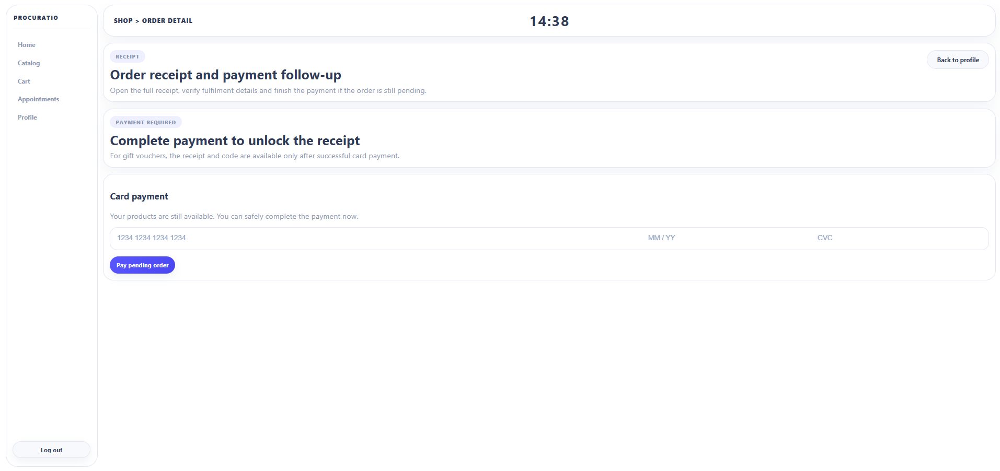 PROCURATIO
Home
Catalog
Cart
Appointments
Profile
Log out
SHOP > ORDER DETAIL
14:38
RECEIPT
Order receipt and payment follow-up
Open the full receipt, verify fulfilment details and finish the payment if the order is still pending.
Back to profile
PAYMENT REQUIRED
Complete payment to unlock the receipt
For gift vouchers, the receipt and code are available only after successful card payment.
Card payment
Your products are still available. You can safely complete the payment now.
1234 1234 1234 1234 MM / YY CVC
Pay pending order